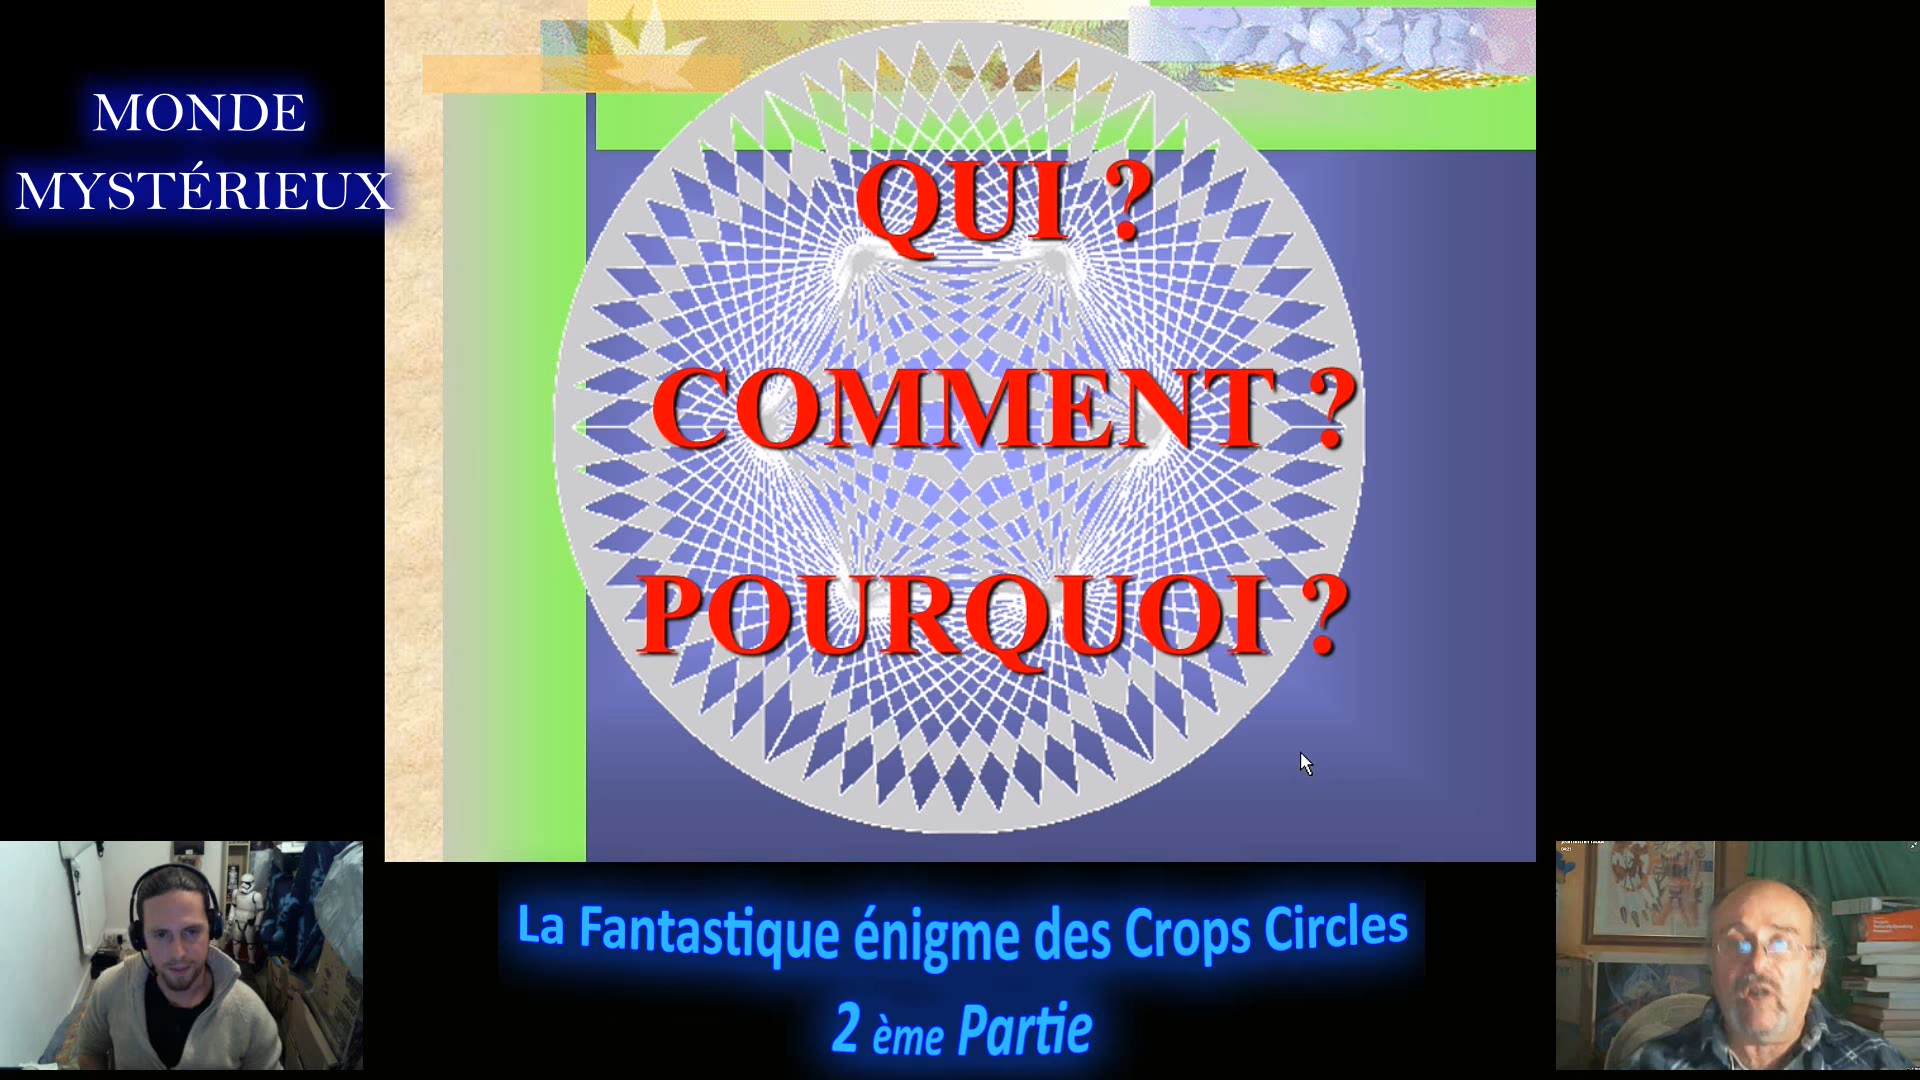 MONDE
MYSTÉRIEUX
QUI ?
COMMENT ?
POURQUOI ?
La Fantastique énigme des Crops Circles
2 ème Partie